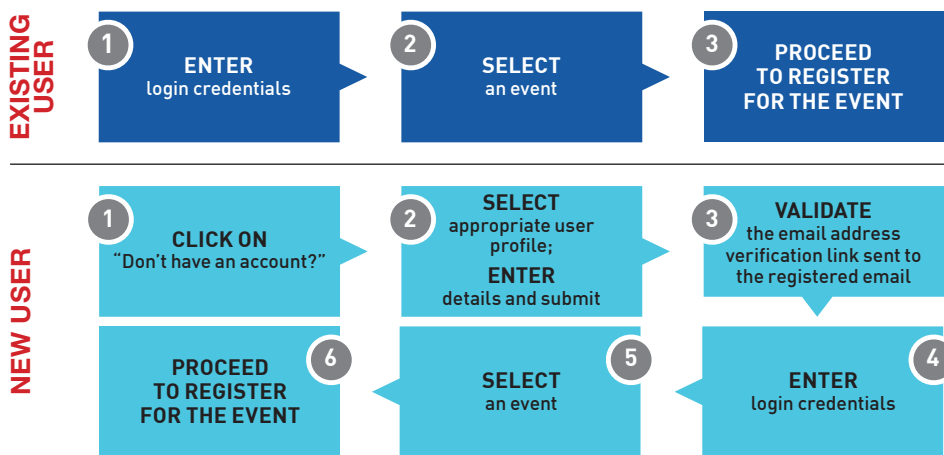 EXISTING
USER
1
ENTER
login credentials
2
SELECT
an event
3
PROCEED
TO REGISTER
FOR THE EVENT
NEW USER
1
CLICK ON
“Don’t have an account?”
2
SELECT
appropriate user
profile;
ENTER
details and submit
3
VALIDATE
the email address
verification link sent to
the registered email
4
ENTER
login credentials
5
SELECT
an event
6
PROCEED
TO REGISTER
FOR THE EVENT